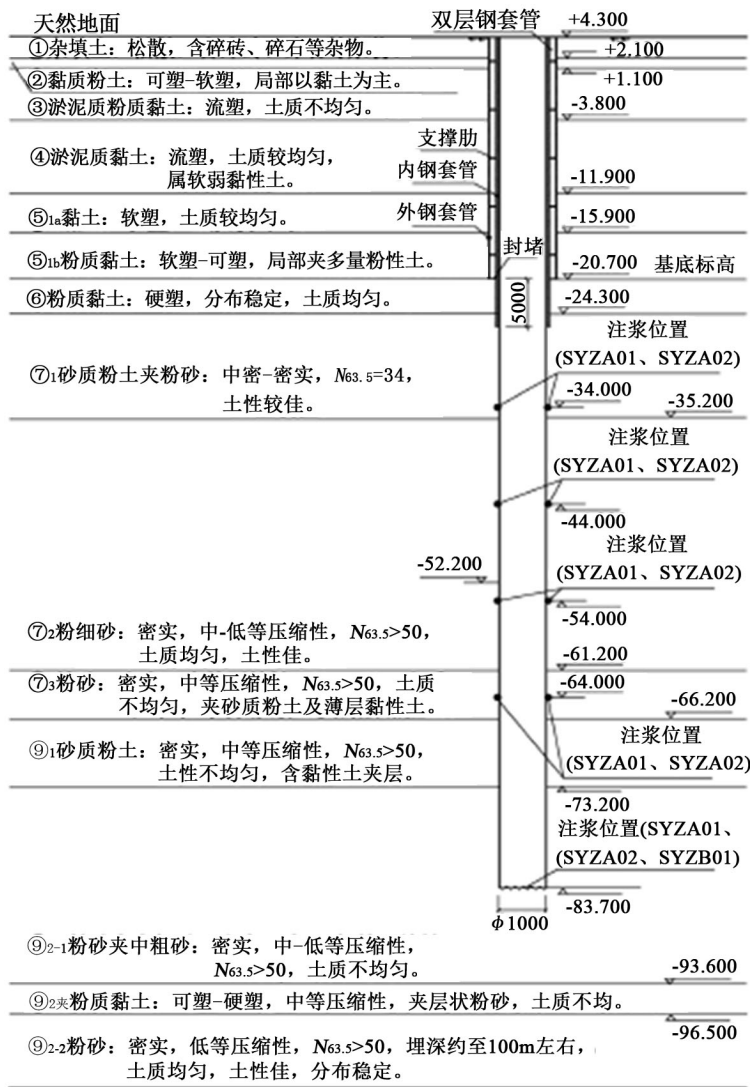 天然地面
双层钢套管
+4.300
①杂填土：松散，含碎砖、碎石等杂物。
+2.100
②黏质粉土：可塑-软塑，局部以黏土为主。
+1.100
③淤泥质粉质黏土：流塑，土质不均匀。
-3.800
支撑肋
④淤泥质黏土：流塑，土质较均匀，
属软弱黏性土。
内钢套管
-11.900
⑤1a黏土：软塑，土质较均匀。
外钢套管
-15.900
封堵
⑤1b粉质黏土：软塑-可塑，局部夹多量粉性土。
-20.700
基底标高
⑥粉质黏土：硬塑，分布稳定，土质均匀。
5000
-24.300
注浆位置
(SYZA01、SYZA02)
⑦1砂质粉土夹粉砂：中密-密实，N63.5=34，
土性较佳。
-34.000
-35.200
注浆位置
(SYZA01、SYZA02)
-44.000
注浆位置
(SYZA01、SYZA02)
-52.200
-54.000
⑦2粉细砂：密实，中-低等压缩性，N63.5>50，
土质均匀，土性佳。
-61.200
⑦3粉砂：密实，中等压缩性，N63.5>50，土质
不均匀，夹砂质粉土及薄层黏性土。
-64.000
-66.200
注浆位置
(SYZA01、SYZA02)
⑨1砂质粉土：密实，中等压缩性，N63.5>50，
土性不均匀，含黏性土夹层。
-73.200
注浆位置(SYZA01、
(SYZA02、SYZB01)
-83.700
ф1000
⑨2-1粉砂夹中粗砂：密实，中-低等压缩性，
N63.5>50，土质不均匀。
-93.600
⑨2夹粉质黏土：可塑-硬塑，中等压缩性，夹层状粉砂，土质不均。
-96.500
⑨2-2粉砂：密实，低等压缩性，N63.5>50，埋深约至100m左右，
土质均匀，土性佳，分布稳定。